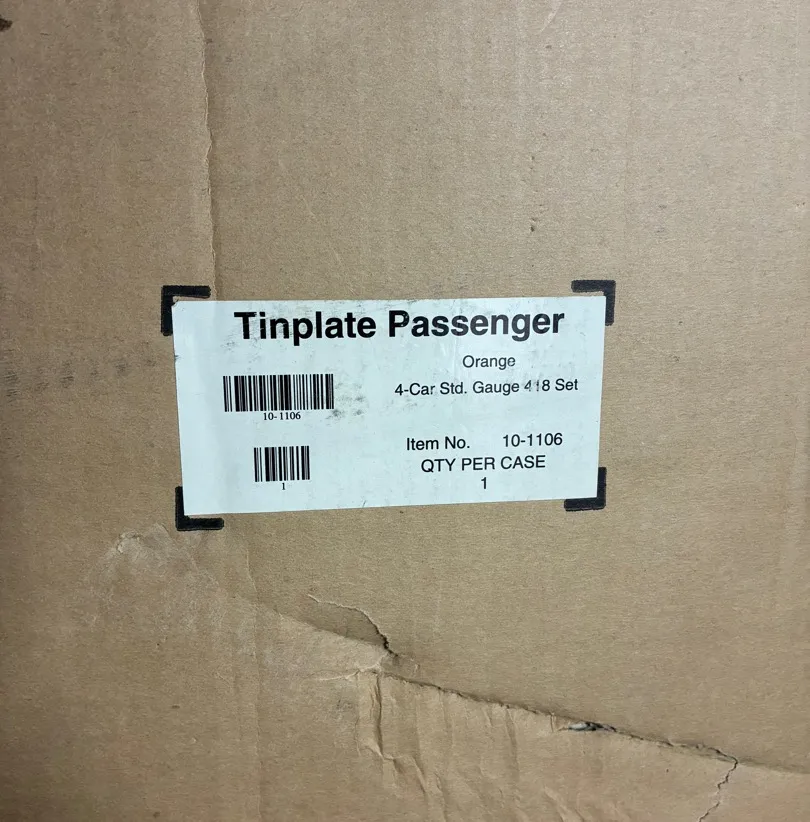 Tinplate Passenger
Orange
4-Car Std. Gauge 418 Set
10-1106
Item No. 10-1106
QTY PER CASE
1
1